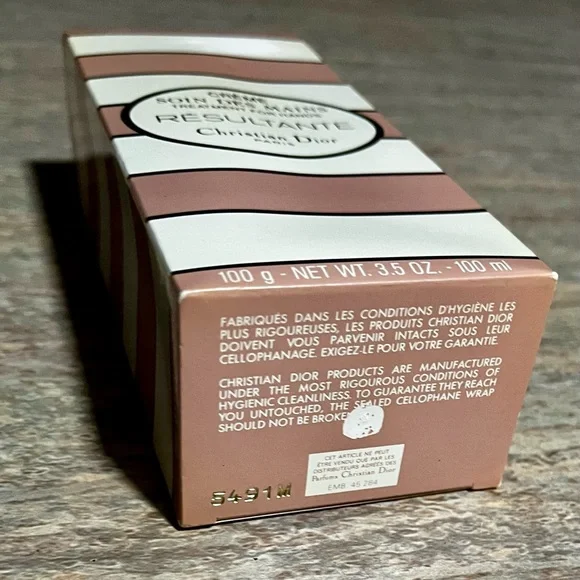 CRÈME
SOIN DES MAINS
TREATMENT FOR HANDS
RÉSULTANTE
Christian Dior
PARIS
100 g - NET WT. 3.5 OZ. - 100 ml
FABRIQUÉS DANS LES CONDITIONS D'HYGIÈNE LES
PLUS RIGOUREUSES, LES PRODUITS CHRISTIAN DIOR
DOIVENT VOUS PARVENIR INTACTS SOUS LEUR
CELLOPHANAGE. EXIGEZ-LE POUR VOTRE GARANTIE.
CHRISTIAN DIOR PRODUCTS ARE MANUFACTURED
UNDER THE MOST RIGOUROUS CONDITIONS OF
HYGIENIC CLEANLINESS. TO GUARANTEE THEY REACH
YOU UNTOUCHED, THE SEALED CELLOPHANE WRAP
SHOULD NOT BE BROKE
CET ARTICLE NE PEUT
ÊTRE VENDU QUE PAR LES
DISTRIBUTEURS AGRÉÉS DES
Parfums Christian Dior
EMB. 45 284
5491M